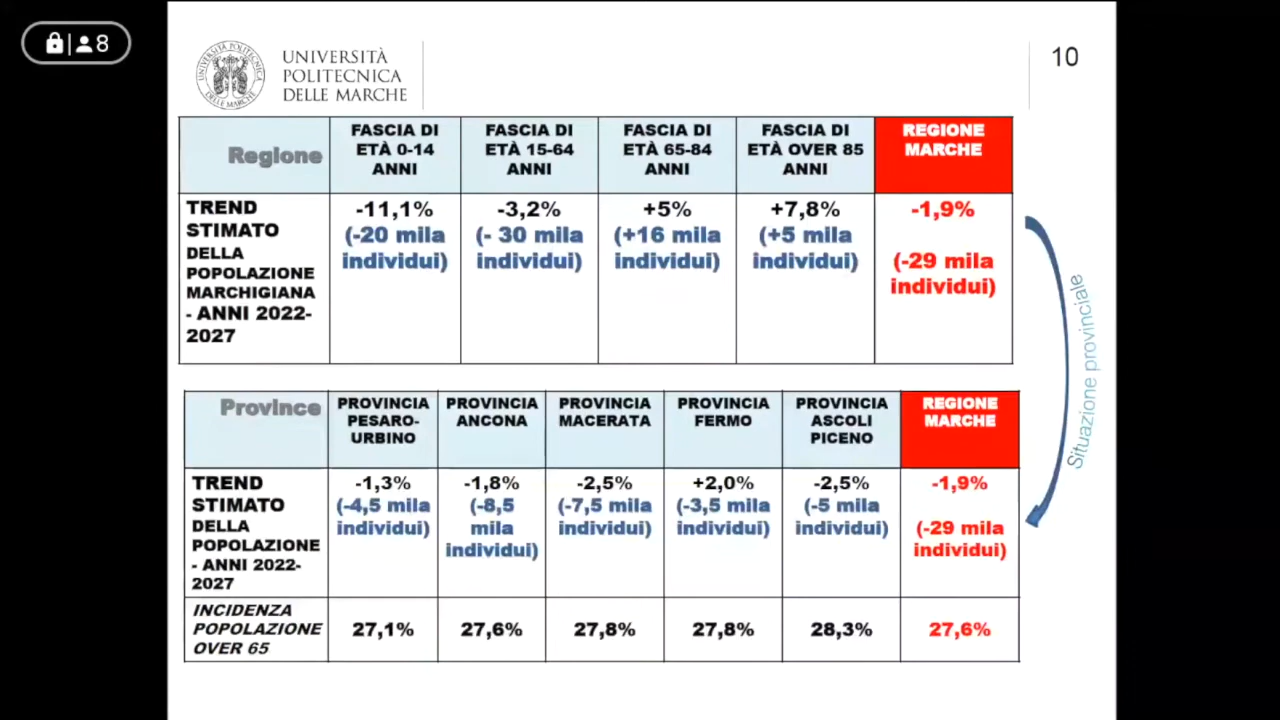 8
UNIVERSITÀ
POLITECNICA
DELLE MARCHE
UNIVERSITÀ POLITECNICA DELLE MARCHE
10
Regione
FASCIA DI
ETÀ 0-14
ANNI
FASCIA DI
ETÀ 15-64
ANNI
FASCIA DI
ETÀ 65-84
ANNI
FASCIA DI
ETÀ OVER 85
ANNI
REGIONE
MARCHE
TREND
STIMATO
DELLA
POPOLAZIONE
MARCHIGIANA
- ANNI 2022-
2027
-11,1%
(-20 mila
individui)
-3,2%
(- 30 mila
individui)
+5%
(+16 mila
individui)
+7,8%
(+5 mila
individui)
-1,9%
(-29 mila
individui)
Situazione provinciale
Province
PROVINCIA
PESARO-
URBINO
PROVINCIA
ANCONA
PROVINCIA
MACERATA
PROVINCIA
FERMO
PROVINCIA
ASCOLI
PICENO
REGIONE
MARCHE
TREND
STIMATO
DELLA
POPOLAZIONE
- ANNI 2022-
2027
-1,3%
(-4,5 mila
individui)
-1,8%
(-8,5
mila
individui)
-2,5%
(-7,5 mila
individui)
+2,0%
(-3,5 mila
individui)
-2,5%
(-5 mila
individui)
-1,9%
(-29 mila
individui)
INCIDENZA
POPOLAZIONE
OVER 65
27,1%
27,6%
27,8%
27,8%
28,3%
27,6%